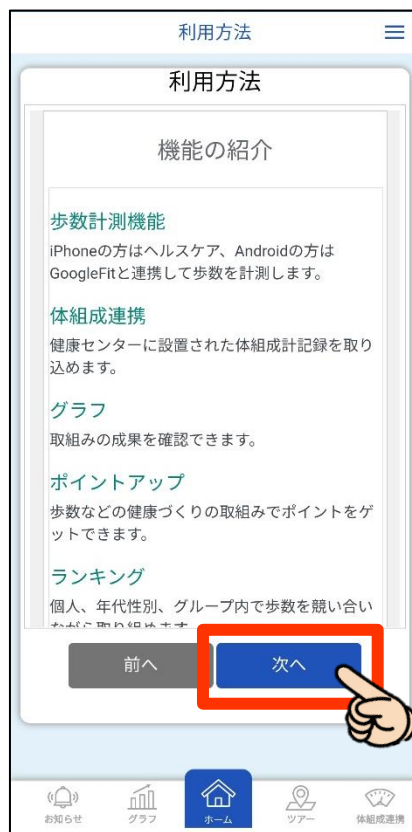 利用方法
利用方法
機能の紹介
歩数計測機能
iPhoneの方はヘルスケア、Androidの方は
GoogleFitと連携して歩数を計測します。
体組成連携
健康センターに設置された体組成計記録を取り
込めます。
グラフ
取組みの成果を確認できます。
ポイントアップ
歩数などの健康づくりの取組みでポイントをゲ
ットできます。
ランキング
個人、年代性別、グループ内で歩数を競い合い
ながら取り組めます
前へ
次へ
お知らせ
グラフ
ホーム
ツアー
体組成連携